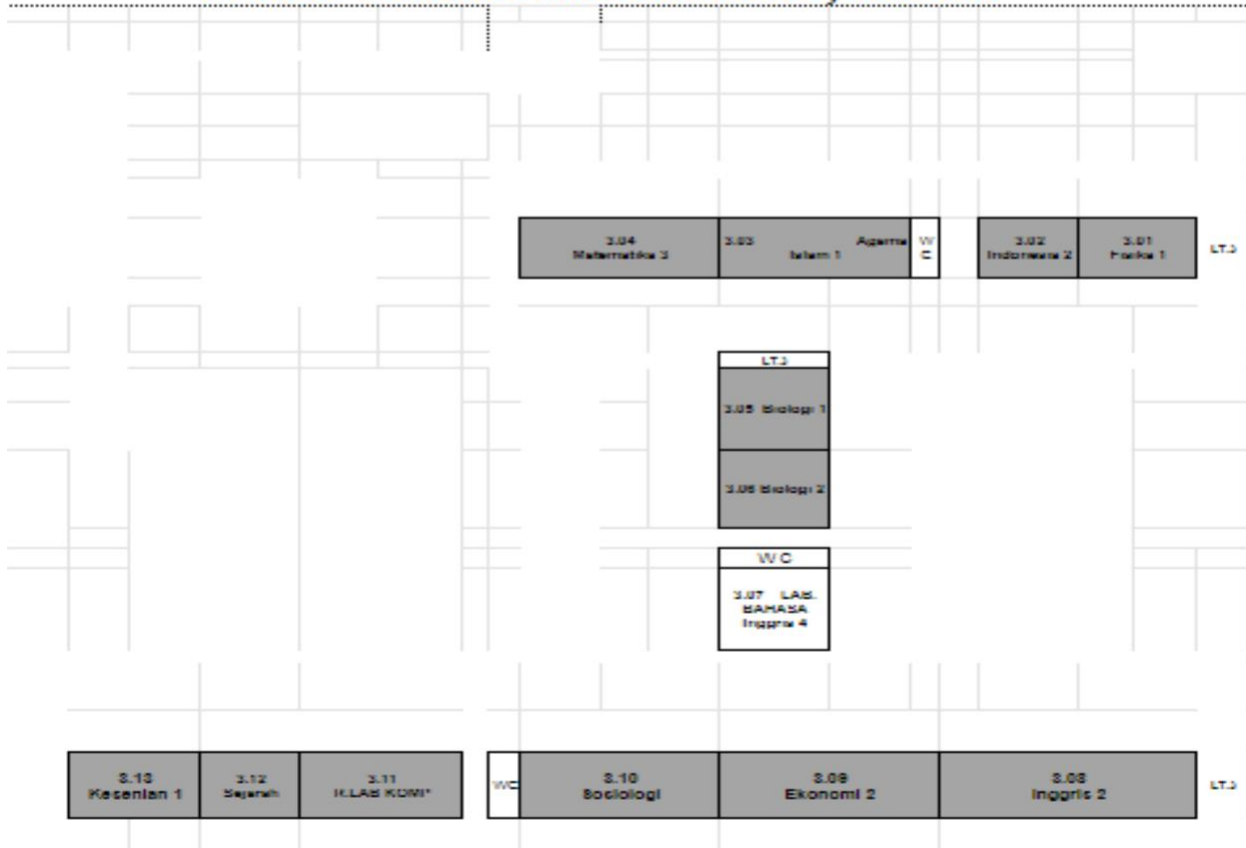 3.04
Matematika 3
3.03 Agama
Islam 1
W
C
3.02
Indonesia 2
3.01
Fisika 1
LT.3
LT.3
3.05 Biologi 1
3.06 Biologi 2
WC
3.07 LAB.
BAHASA
Inggris 4
3.13
Kesenian 1
3.12
Sejarah
3.11
R.LAB KOMP
WC
3.10
Sosiologi
3.09
Ekonomi 2
3.08
Inggris 2
LT.3